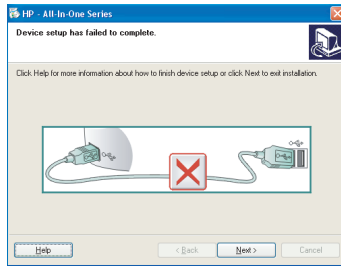 HP - All-In-One Series
Device setup has failed to complete.
Click Help for more information about how to finish device setup or click Next to exit installation.
Help
< Back
Next >
Cancel